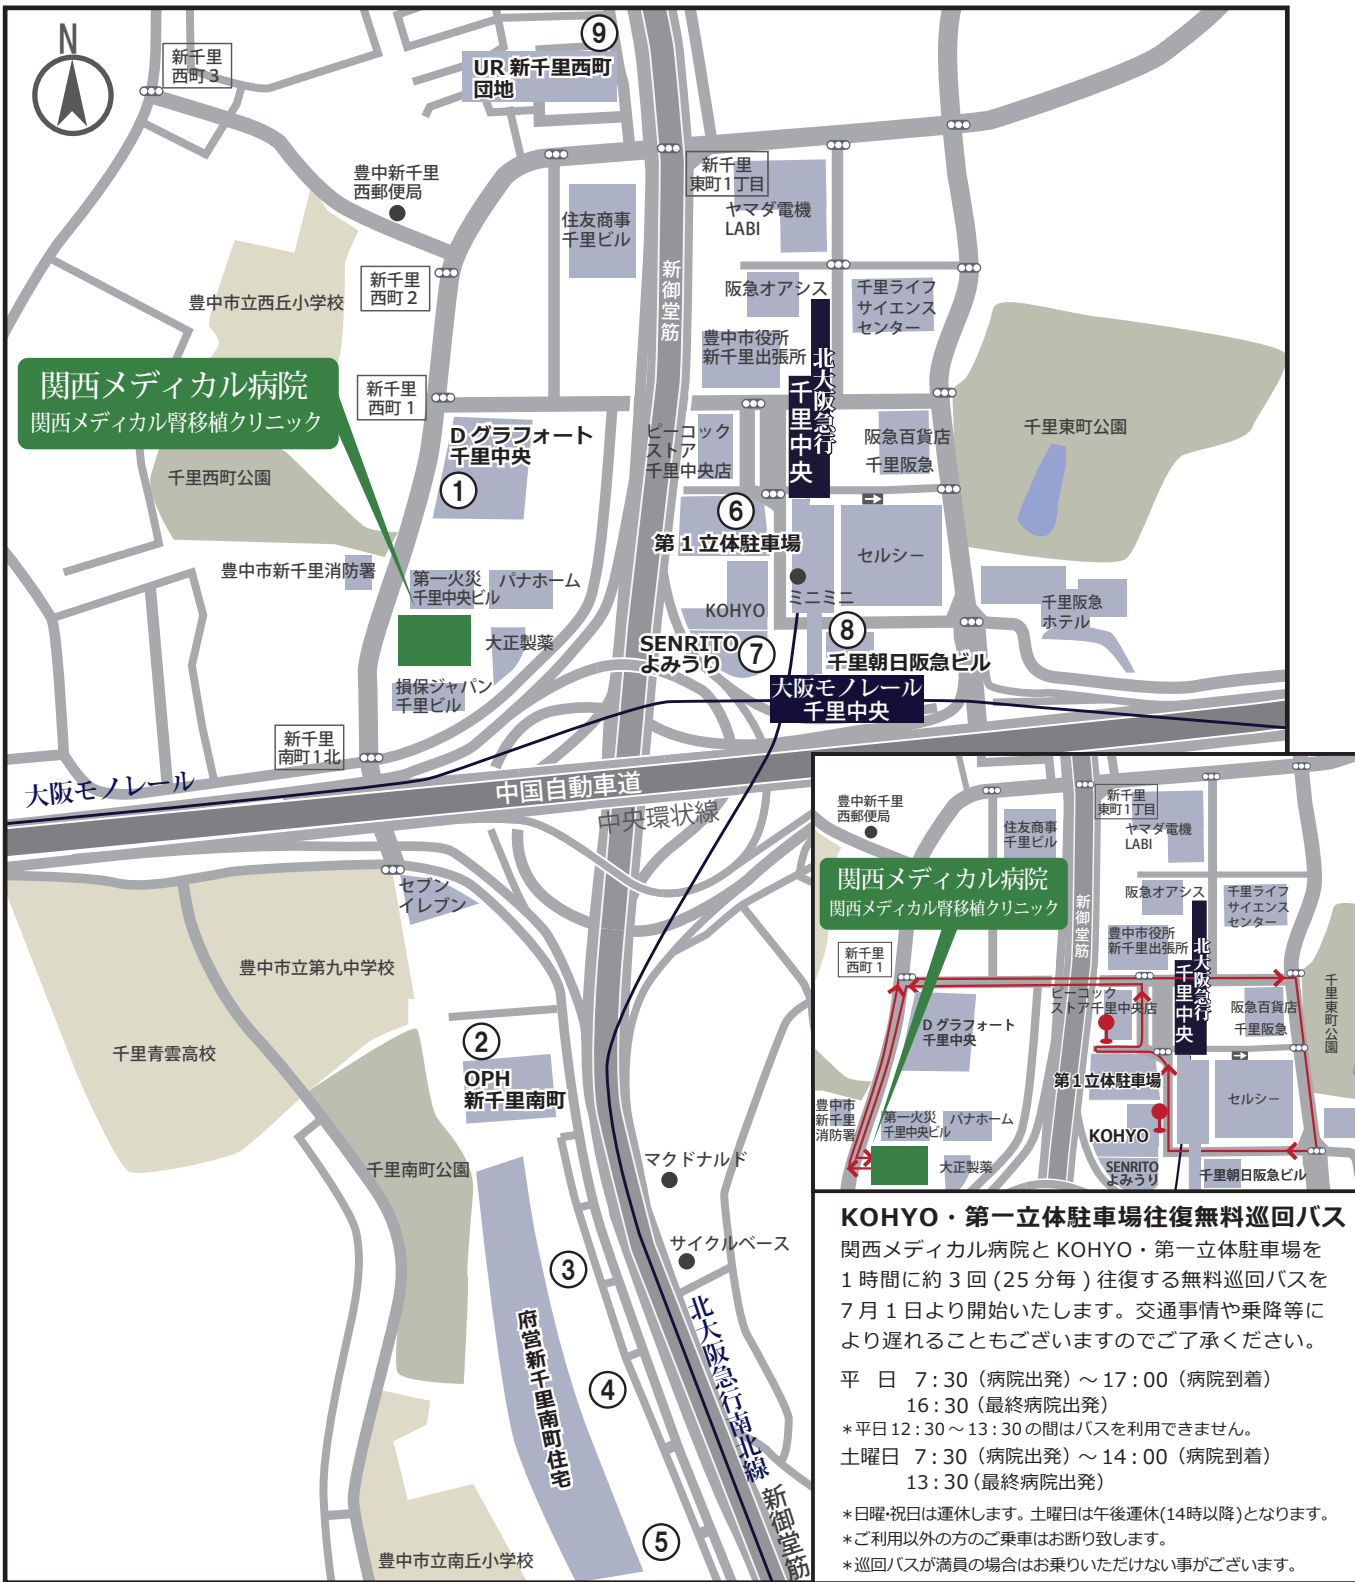 N
新千里
西町3
⑨
UR 新千里西町
団地
豊中新千里
西郵便局
住友商事
千里ビル
新千里
東町1丁目
ヤマダ電機
LABI
新御堂筋
新千里
西町2
豊中市立西丘小学校
阪急オアシス
千里ライフ
サイエンス
センター
豊中市役所
新千里出張所
北大阪急行
千里中央
関西メディカル病院
関西メディカル腎移植クリニック
新千里
西町1
D グラフォート
千里中央
①
ピーコック
ストア
千里中央店
阪急百貨店
千里阪急
千里東町公園
千里西町公園
⑥
第1立体駐車場
セルシー
豊中市新千里消防署
第一火災
千里中央ビル
パナホーム
KOHYO
ミニミニ
千里阪急
ホテル
大正製薬
SENRITO
よみうり
⑦
⑧
千里朝日阪急ビル
損保ジャパン
千里ビル
大阪モノレール
千里中央
新千里
南町1北
大阪モノレール
中国自動車道
中央環状線
セブン
イレブン
豊中市立第九中学校
千里青雲高校
②
OPH
新千里南町
千里南町公園
マクドナルド
サイクルベース
③
府営新千里南町住宅
④
北大阪急行南北線
新御堂筋
⑤
豊中市立南丘小学校
豊中新千里
西郵便局
住友商事
千里ビル
新千里
東町1丁目
ヤマダ電機
LABI
関西メディカル病院
関西メディカル腎移植クリニック
新御堂筋
阪急オアシス
千里ライフ
サイエンス
センター
豊中市役所
新千里出張所
北大阪急行
千里中央
新千里
西町1
ピーコック
ストア千里中央店
阪急百貨店
千里阪急
千里東町公園
D グラフォート
千里中央
第1立体駐車場
セルシー
豊中市
新千里
消防署
第一火災
千里中央ビル
パナホーム
KOHYO
大正製薬
SENRITO
よみうり
千里朝日阪急ビル
KOHYO・第一立体駐車場往復無料巡回バス
関西メディカル病院と KOHYO・第一立体駐車場を
1時間に約3回 (25分毎) 往復する無料巡回バスを
7月1日より開始いたします。交通事情や乗降等に
より遅れることもございますのでご了承ください。
平 日 7:30（病院出発）～17:00（病院到着）
16:30（最終病院出発）
＊平日12:30～13:30の間はバスを利用できません。
土曜日 7:30（病院出発）～14:00（病院到着）
13:30（最終病院出発）
＊日曜・祝日は運休します。土曜日は午後運休(14時以降)となります。
＊ご利用以外の方のご乗車はお断り致します。
＊巡回バスが満員の場合はお乗りいただけない事がございます。